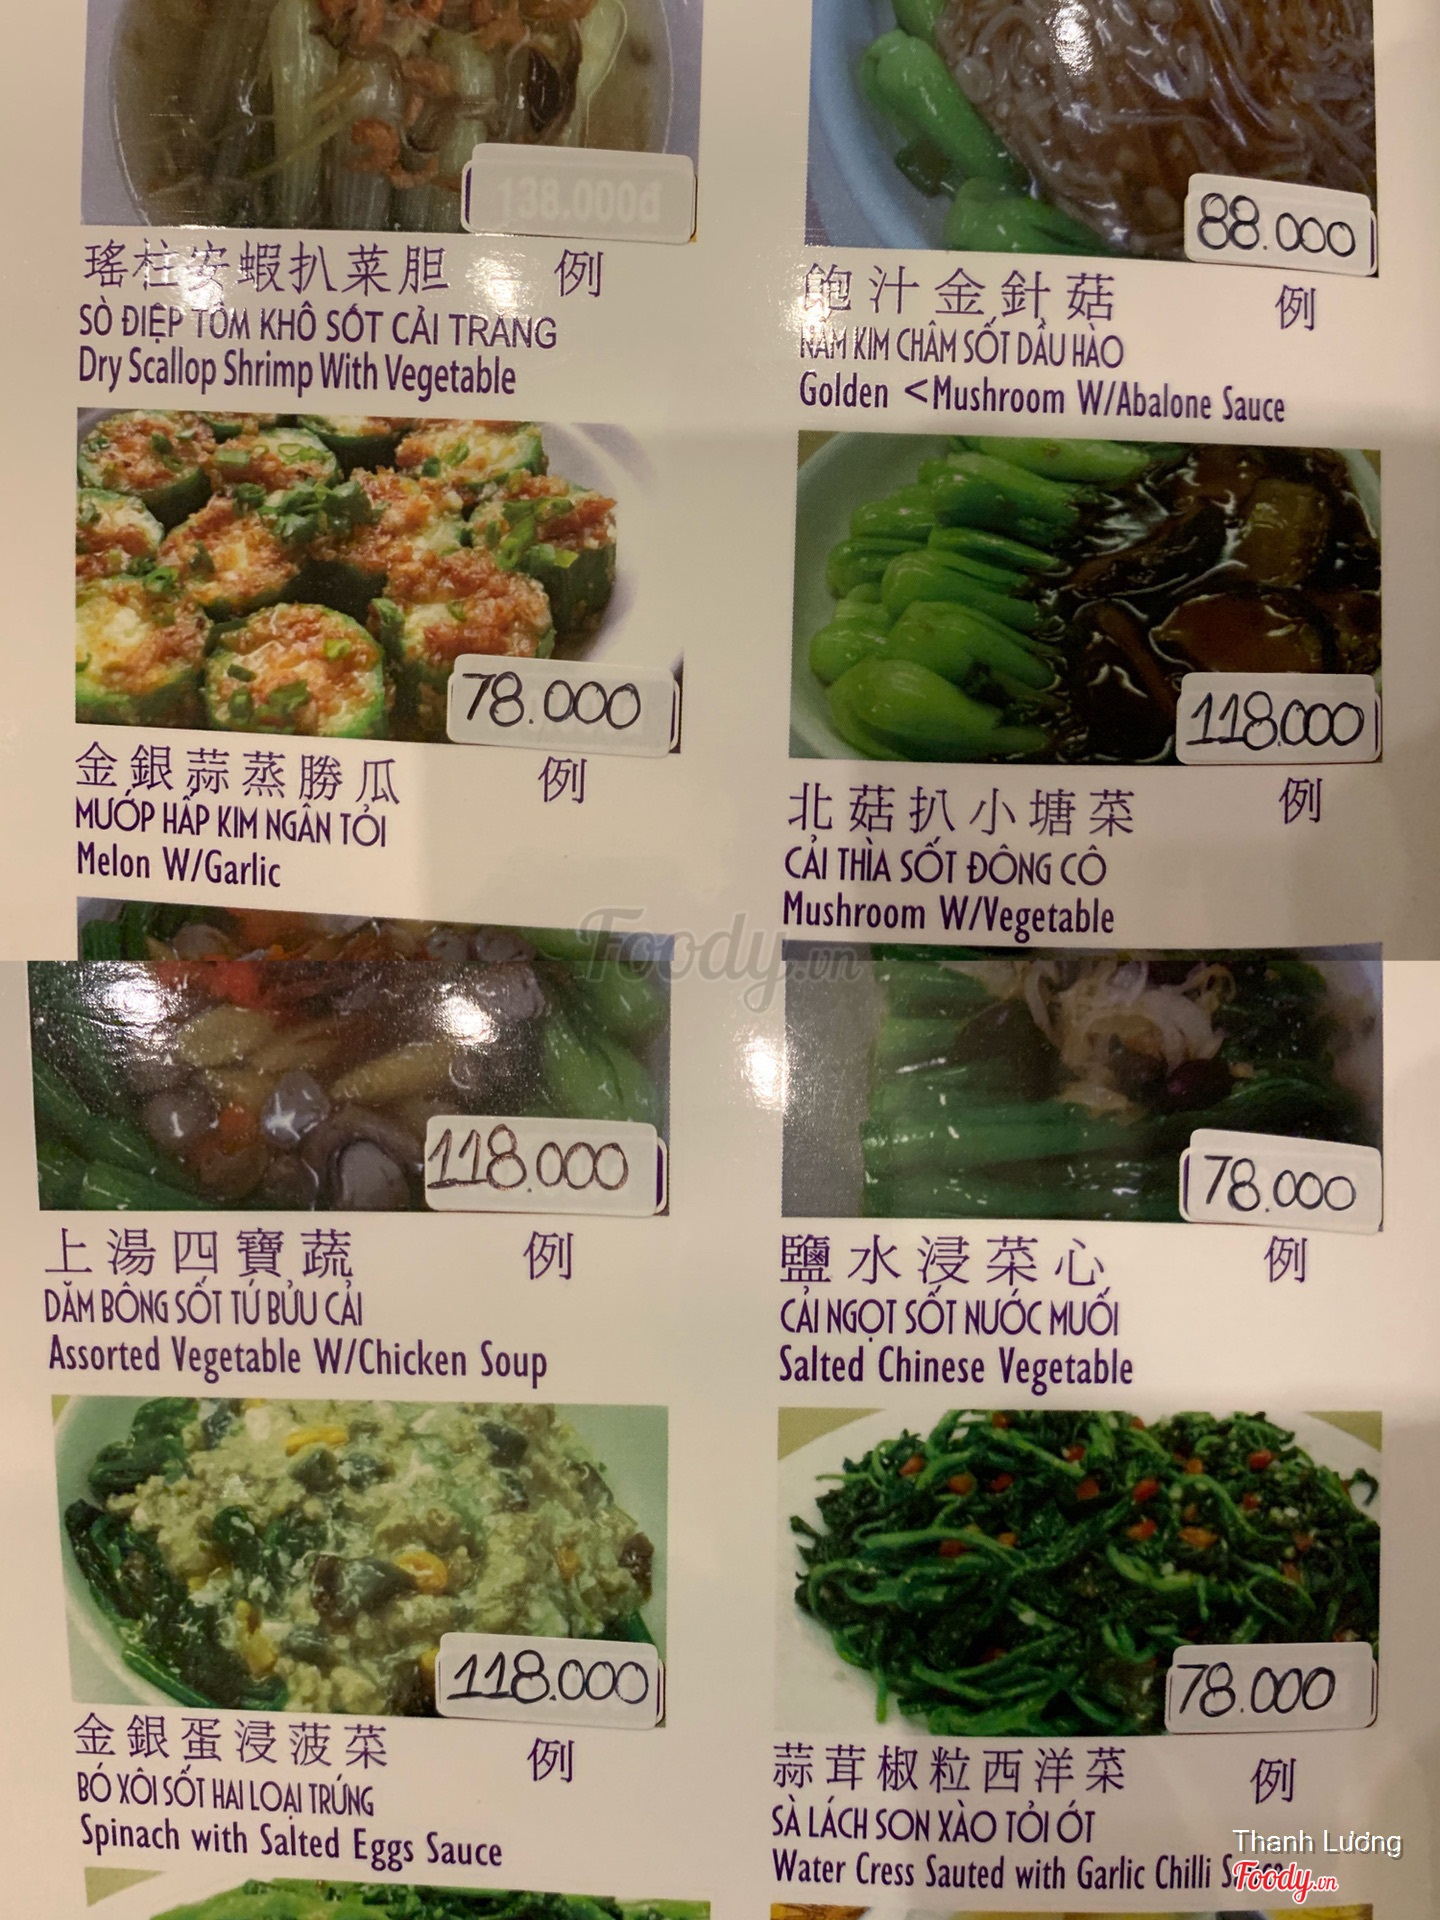 138.000đ
瑤柱安蝦扒菜胆 例
SÒ ĐIỆP TÔM KHÔ SỐT CẢI TRẮNG
Dry Scallop Shrimp With Vegetable
88.000
鲍汁金針菇 例
NẤM KIM CHÂM SỐT DẦU HÀO
Golden <Mushroom W/Abalone Sauce
78.000
金銀蒜蒸勝瓜 例
MƯỚP HẤP KIM NGÂN TỎI
Melon W/Garlic
118.000
北菇扒小塘菜 例
CẢI THÌA SỐT ĐÔNG CÔ
Mushroom W/Vegetable
Foody.vn
118.000
上湯四寶蔬 例
DĂM BÔNG SỐT TỨ BỬU CẢI
Assorted Vegetable W/Chicken Soup
78.000
鹽水浸菜心 例
CẢI NGỌT SỐT NƯỚC MUỐI
Salted Chinese Vegetable
118.000
金銀蛋浸菠菜 例
BÓ XÔI SỐT HAI LOẠI TRỨNG
Spinach with Salted Eggs Sauce
78.000
蒜茸椒粒西洋菜 例
SÀ LÁCH SON XÀO TỎI ỚT
Water Cress Sauted with Garlic Chilli
Thanh Lương
Foody.vn